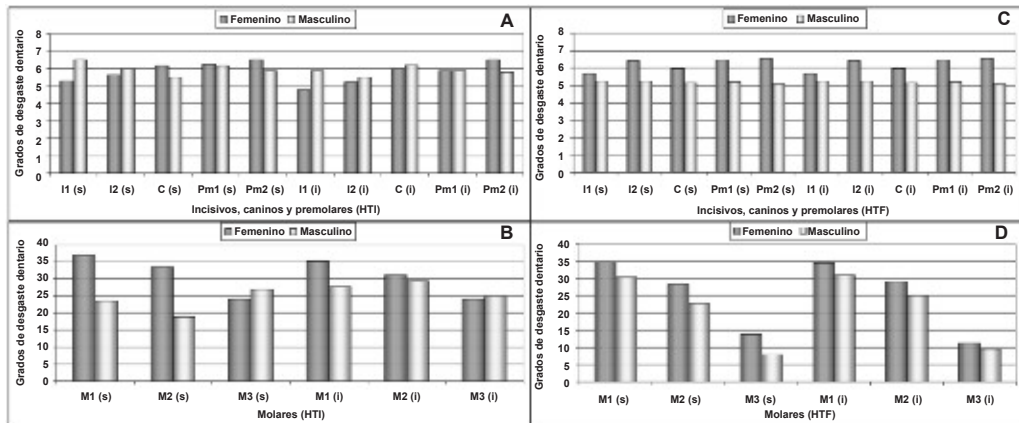 A
Femenino Masculino
Grados de desgaste dentario
8
7
6
5
4
3
2
1
0
I1 (s) I2 (s) C (s) Pm1 (s) Pm2 (s) I1 (i) I2 (i) C (i) Pm1 (i) Pm2 (i)
Incisivos, caninos y premolares (HTI)
C
Femenino Masculino
Grados de desgaste dentario
8
7
6
5
4
3
2
1
0
I1 (s) I2 (s) C (s) Pm1 (s) Pm2 (s) I1 (i) I2 (i) C (i) Pm1 (i) Pm2 (i)
Incisivos, caninos y premolares (HTF)
B
Femenino Masculino
Grados de desgaste dentario
40
35
30
25
20
15
10
5
0
M1 (s) M2 (s) M3 (s) M1 (i) M2 (i) M3 (i)
Molares (HTI)
D
Femenino Masculino
Grados de desgaste dentario
40
35
30
25
20
15
10
5
0
M1 (s) M2 (s) M3 (s) M1 (i) M2 (i) M3 (i)
Molares (HTF)